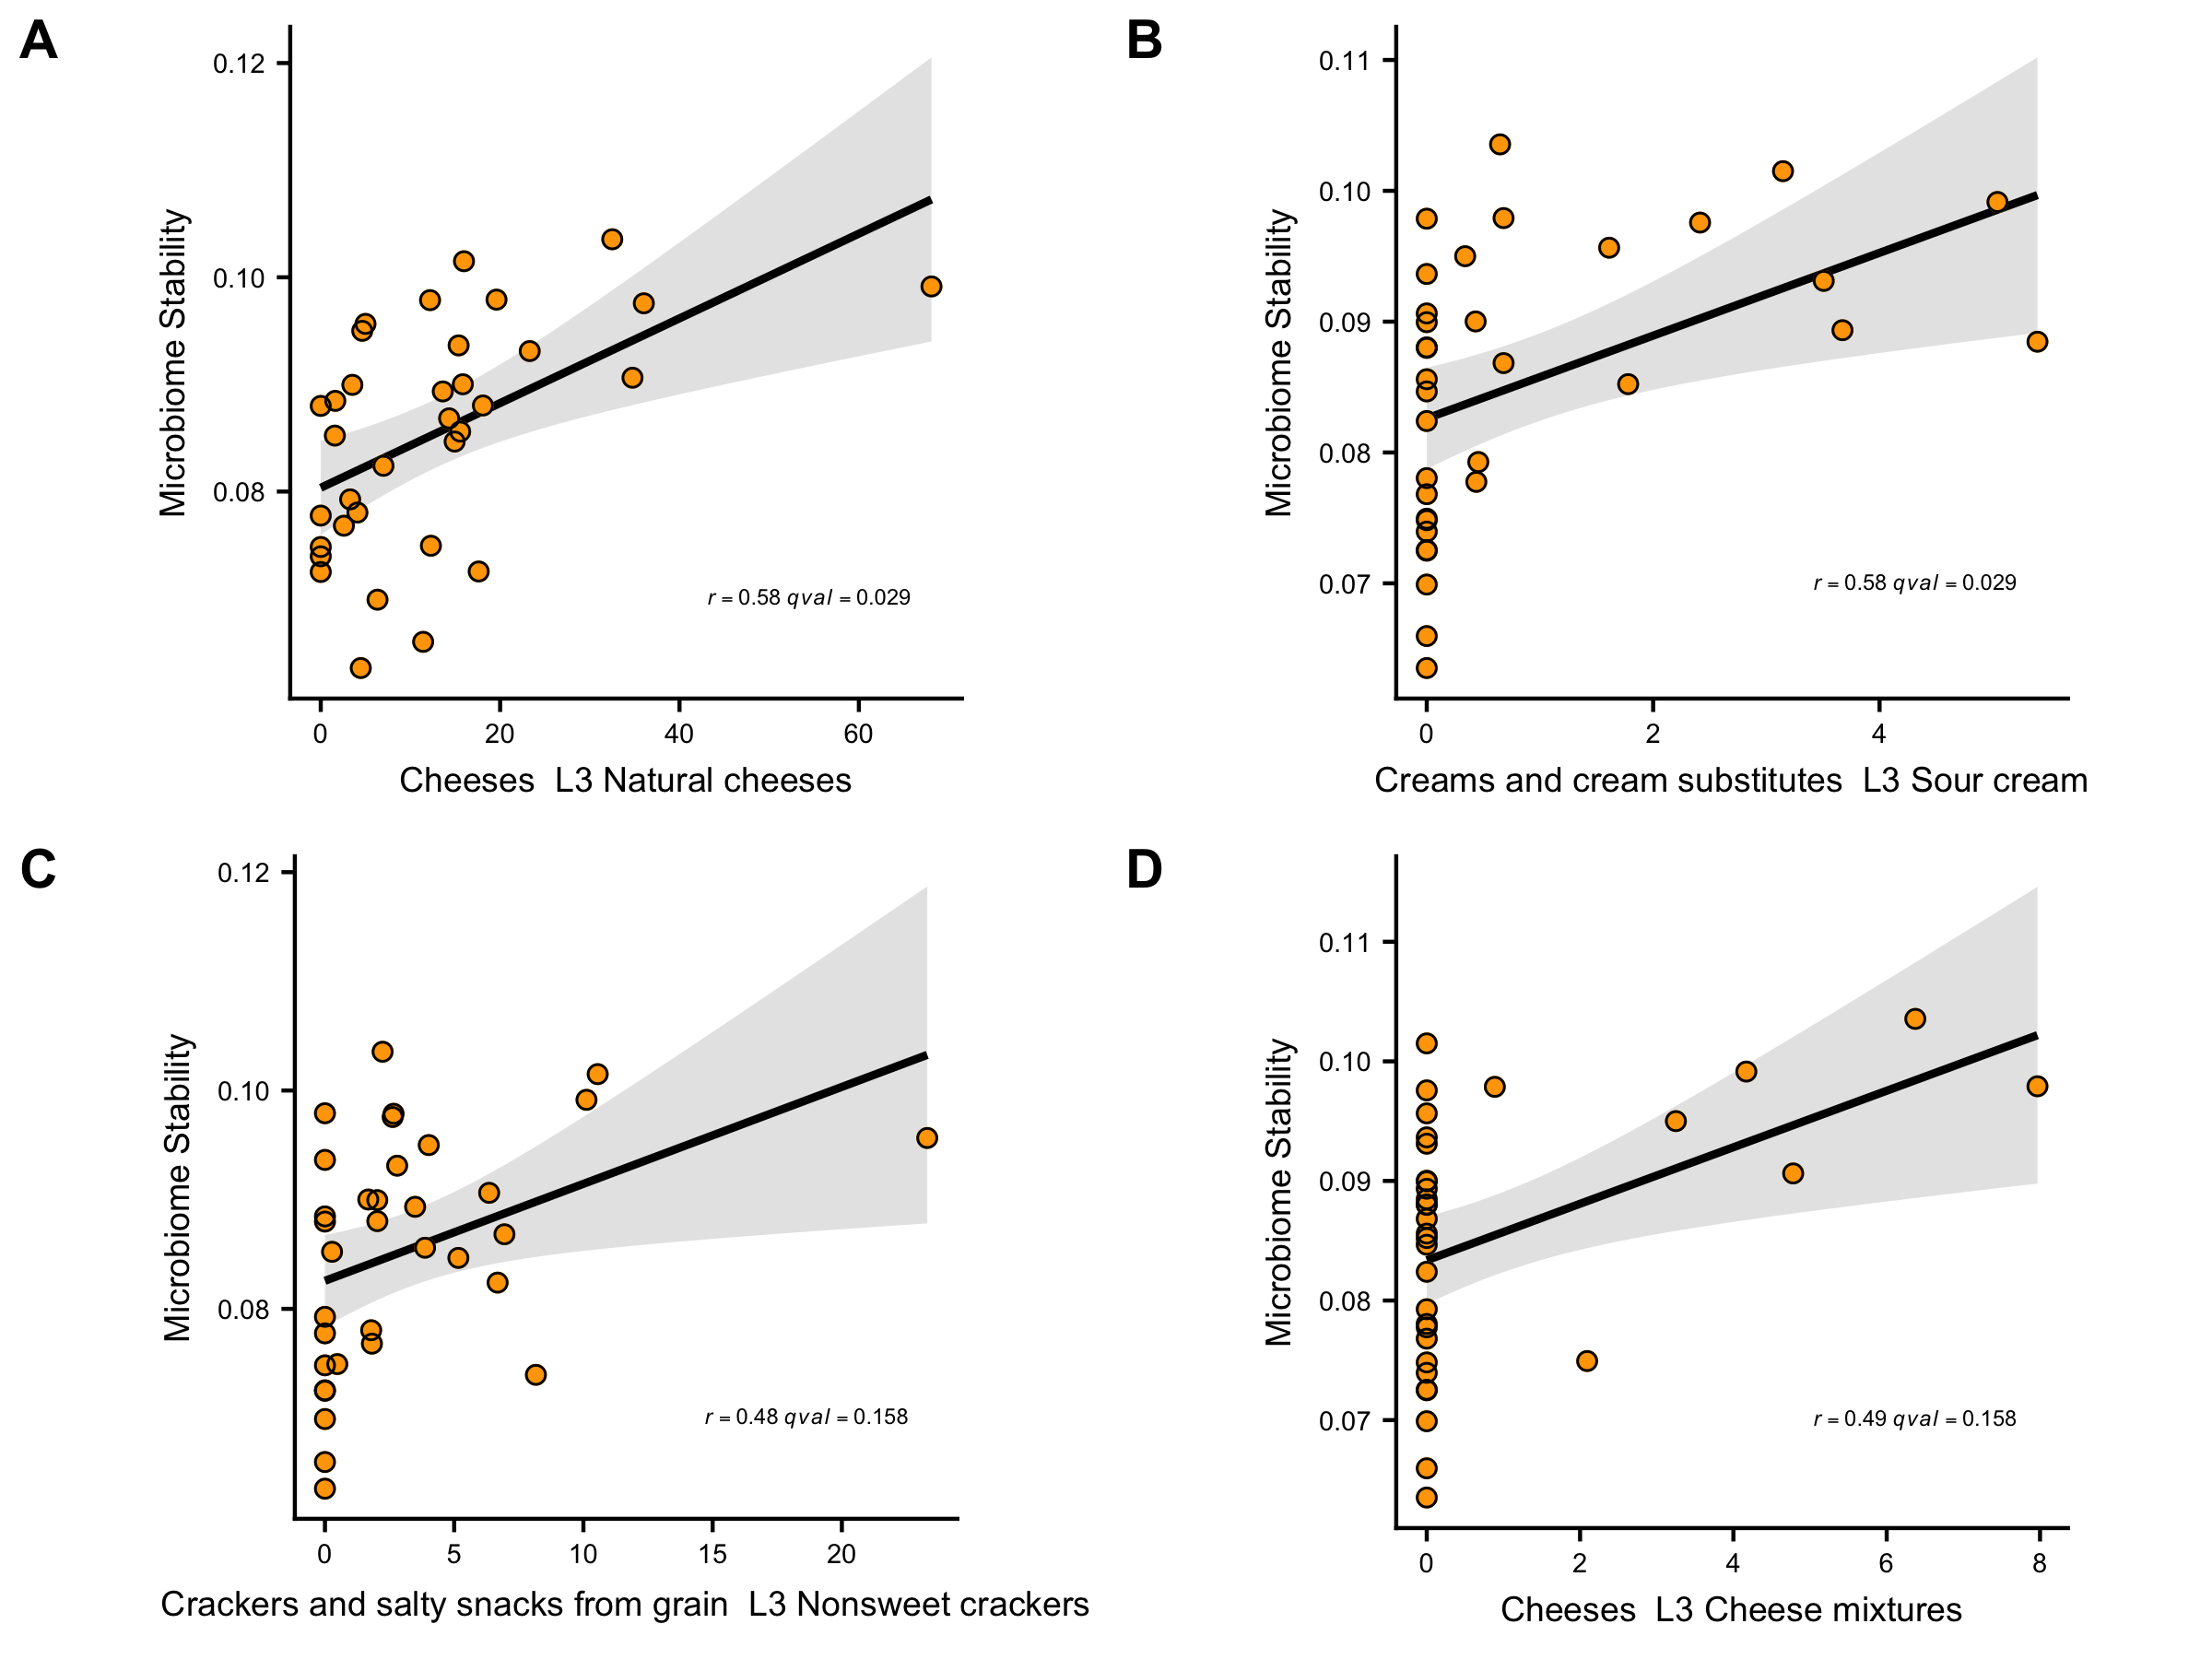 A
Microbiome Stability
0.12
0.10
0.08
r = 0.58 qval = 0.029
0 20 40 60
Cheeses  L3 Natural cheeses
B
Microbiome Stability
0.11
0.10
0.09
0.08
0.07
r = 0.58 qval = 0.029
0 2 4
Creams and cream substitutes  L3 Sour cream
C
Microbiome Stability
0.12
0.10
0.08
r = 0.48 qval = 0.158
0 5 10 15 20
Crackers and salty snacks from grain  L3 Nonsweet crackers
D
Microbiome Stability
0.11
0.10
0.09
0.08
0.07
r = 0.49 qval = 0.158
0 2 4 6 8
Cheeses  L3 Cheese mixtures